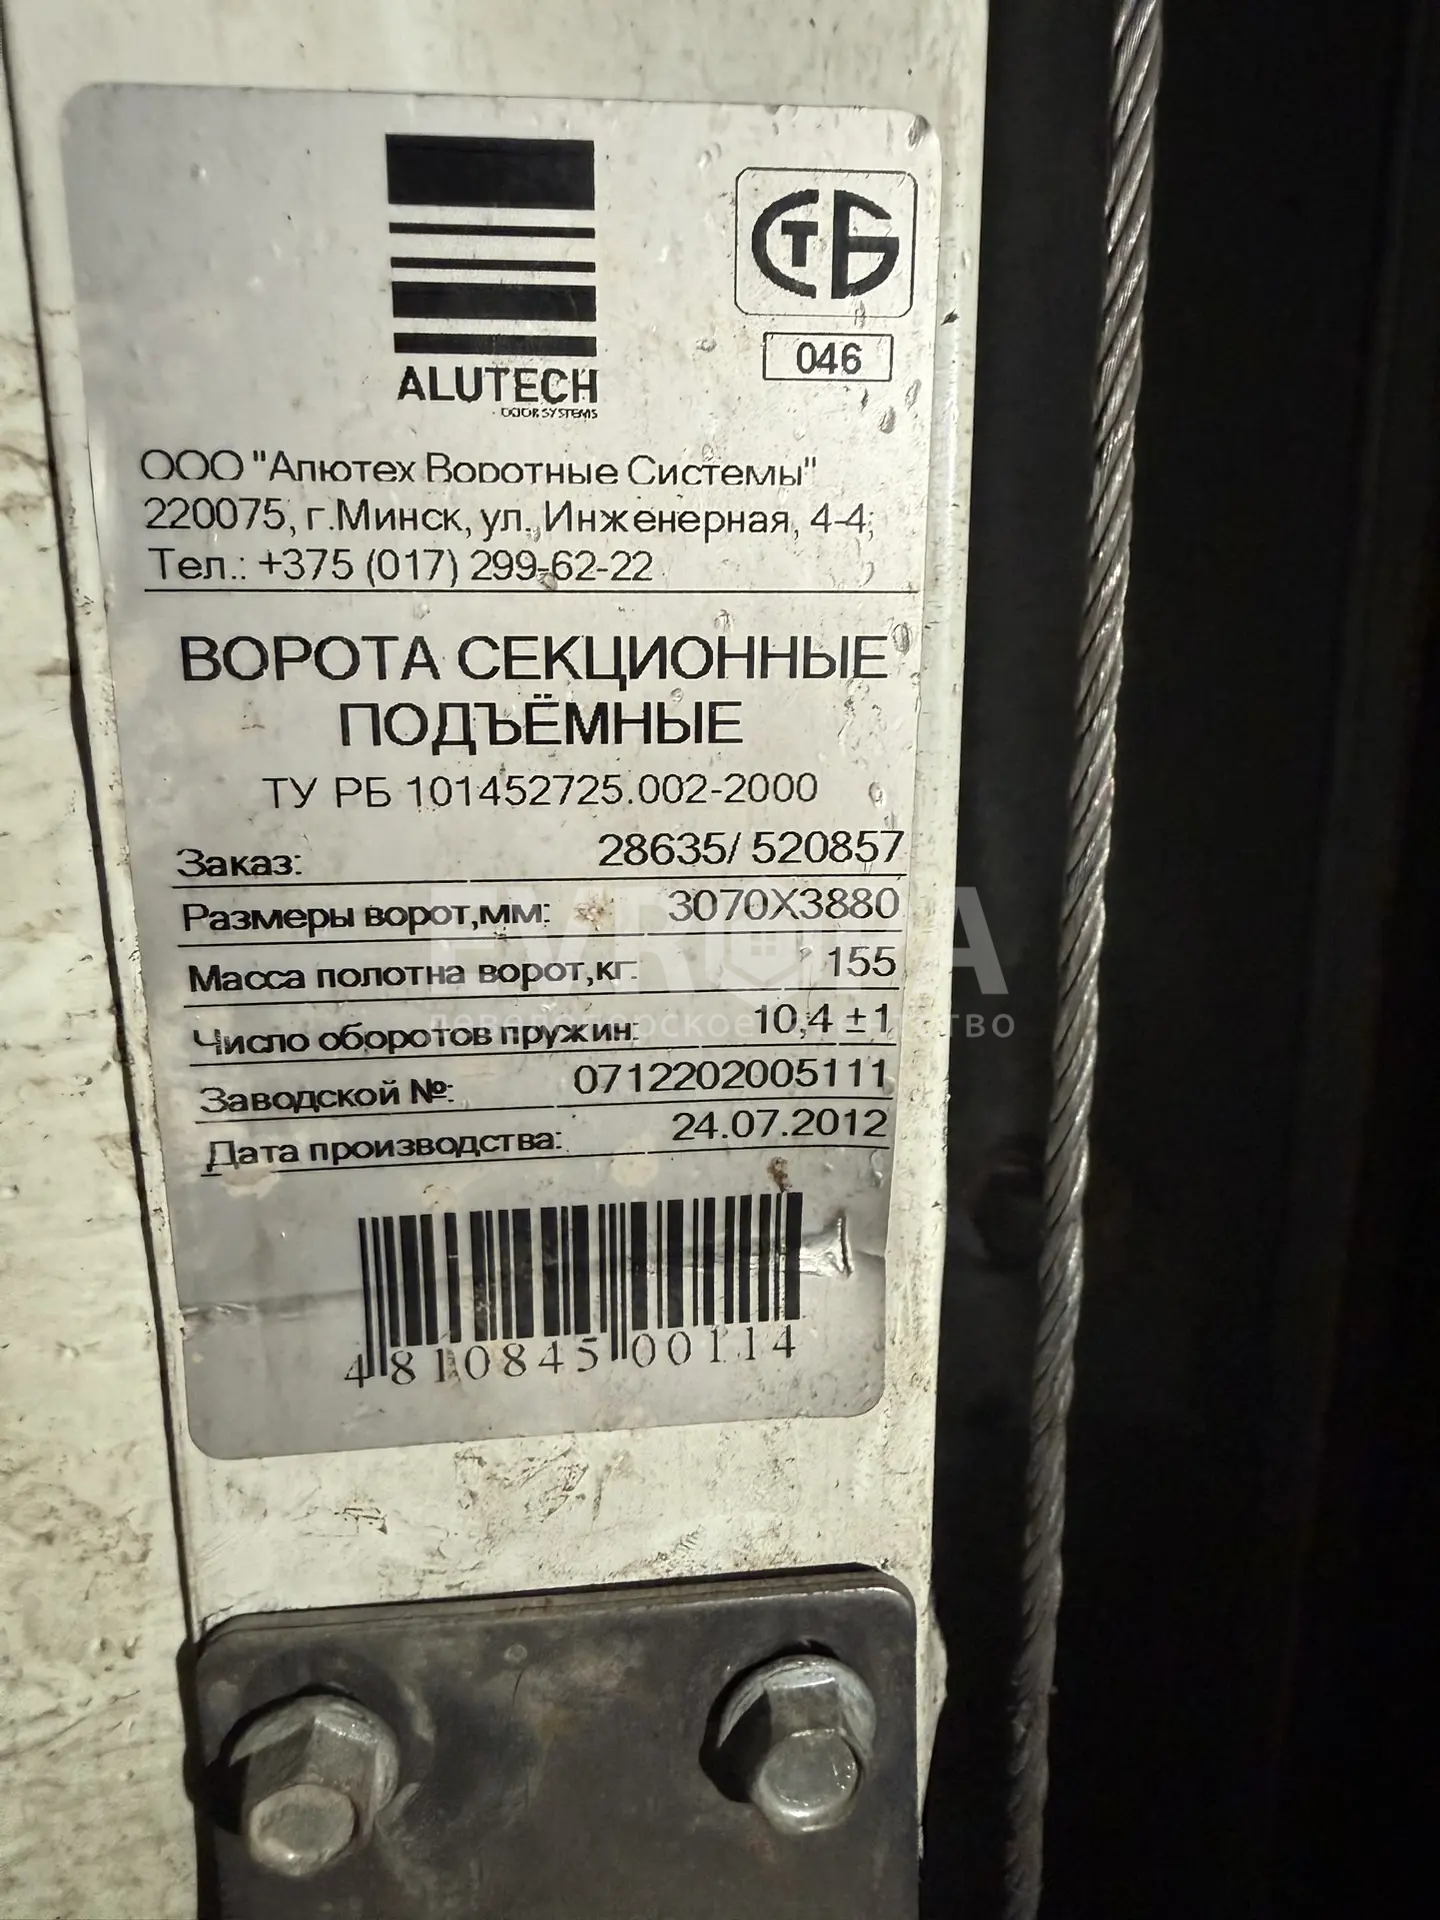 ALUTECH
DOOR SYSTEMS
СТБ
046
ООО "Алютех Воротные Системы"
220075, г.Минск, ул. Инженерная, 4-4;
Тел.: +375 (017) 299-62-22
ВОРОТА СЕКЦИОННЫЕ
ПОДЪЁМНЫЕ
ТУ РБ 101452725.002-2000
Заказ: 28635/ 520857
Размеры ворот,мм: 3070X3880
Масса полотна ворот,кг: 155
Число оборотов пружин: 10,4 ±1
Заводской №: 0712202005111
Дата производства: 24.07.2012
4 810845 00114
EVROPA